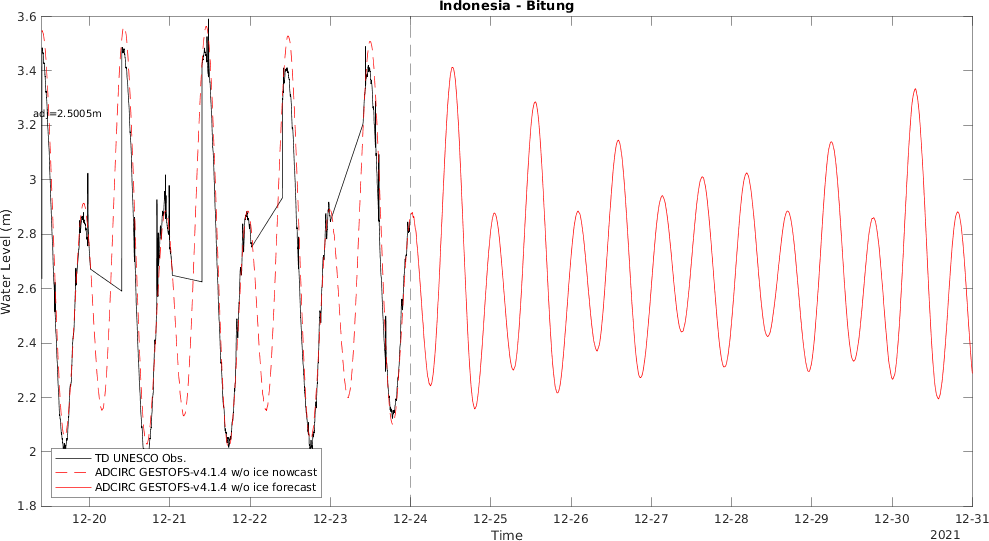 Indonesia - Bitung
3.6
3.4
adj=2.5005m
3.2
3
2.8
Water Level (m)
2.6
2.4
2.2
2
TD UNESCO Obs.
ADCIRC GESTOFS-v4.1.4 w/o ice nowcast
ADCIRC GESTOFS-v4.1.4 w/o ice forecast
1.8
12-20 12-21 12-22 12-23 12-24 12-25 12-26 12-27 12-28 12-29 12-30 12-31
Time
2021